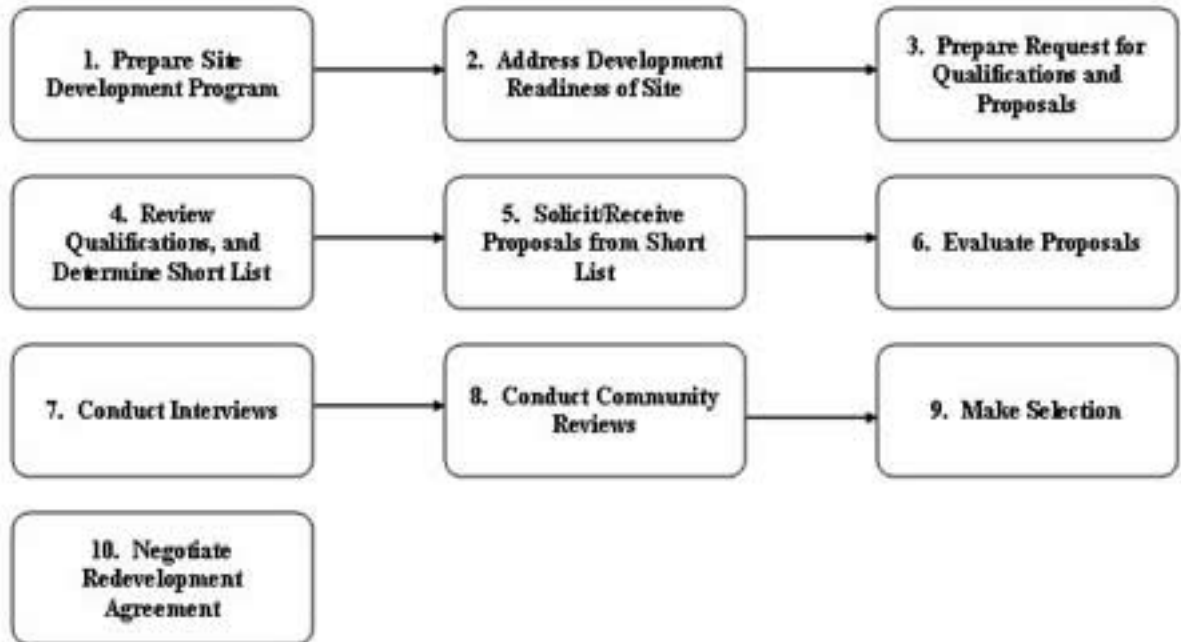 1. Prepare Site
Development Program
2. Address Development
Readiness of Site
3. Prepare Request for
Qualifications and
Proposals
4. Review
Qualifications, and
Determine Short List
5. Solicit/Receive
Proposals from Short
List
6. Evaluate Proposals
7. Conduct Interviews
8. Conduct Community
Reviews
9. Make Selection
10. Negotiate
Redevelopment
Agreement